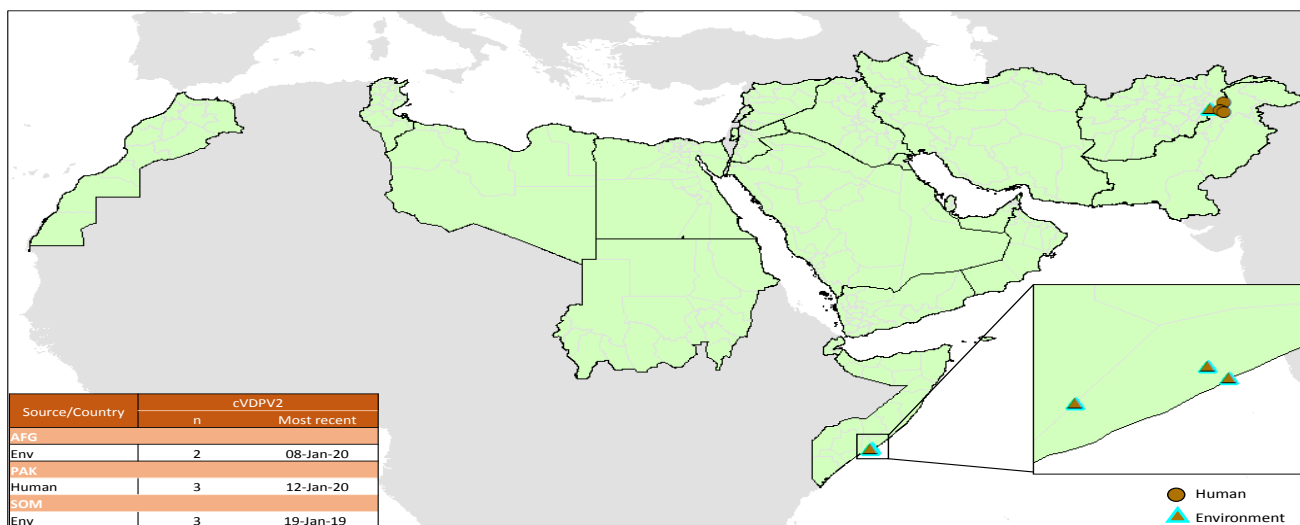 Source/Country cVDPV2
n Most recent
AFG
Env 2 08-Jan-20
PAK
Human 3 12-Jan-20
SOM
Env 3 19-Jan-19
Human
Environment